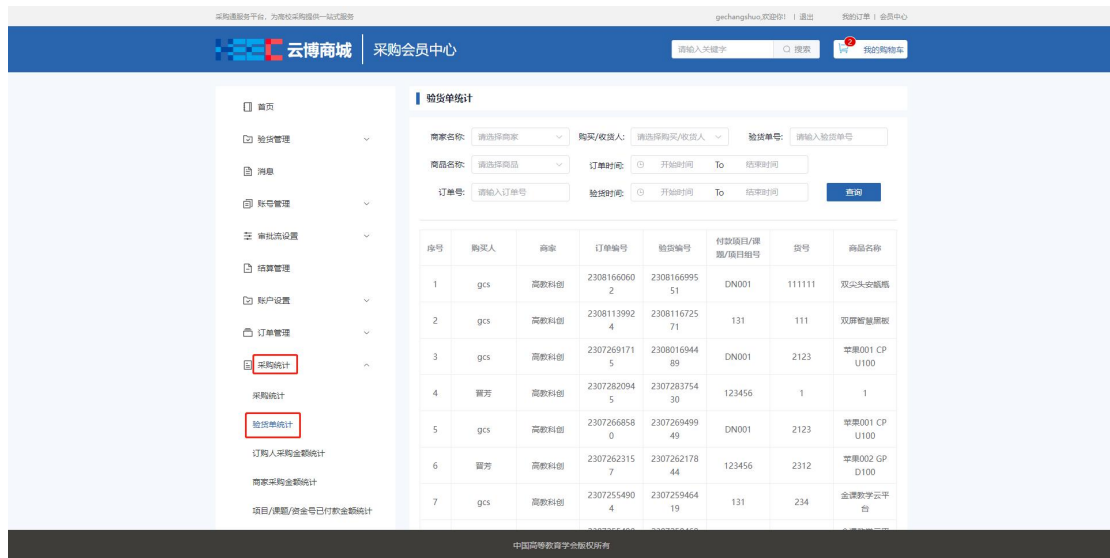 采购通服务平台，为高校采购提供一站式服务
gechangshuo,欢迎你! | 退出 我的订单 | 会员中心
HEEC 云博商城 采购会员中心
请输入关键字 搜索 2 我的购物车
首页
验货管理
消息
账号管理
审批流设置
结算管理
账户设置
订单管理
采购统计
采购统计
验货单统计
订购人采购金额统计
商家采购金额统计
项目/课题/资金号已付款金额统计
验货单统计
商家名称: 请选择商家 购买/收货人: 请选择购买/收货人 验货单号: 请输入验货单号
商品名称: 请选择商品 订单时间: 开始时间 To 结束时间
订单号: 请输入订单号 验货时间: 开始时间 To 结束时间 查询
序号 购买人 商家 订单编号 验货编号 付款项目/课题/项目组号 货号 商品名称
1 gcs 高教科创 23081660602 230816699551 DN001 111111 双尖头安瓿瓶
2 gcs 高教科创 23081139924 230811672571 131 111 双屏智慧黑板
3 gcs 高教科创 23072691715 230801694489 DN001 2123 苹果001 CPU100
4 晋芳 高教科创 23072820945 230728375430 123456 1 1
5 gcs 高教科创 23072668580 230726949949 DN001 2123 苹果001 CPU100
6 晋芳 高教科创 23072623157 230726217844 123456 2312 苹果002 GPD100
7 gcs 高教科创 23072554904 230725946419 131 234 金课教学云平台
中国高等教育学会版权所有